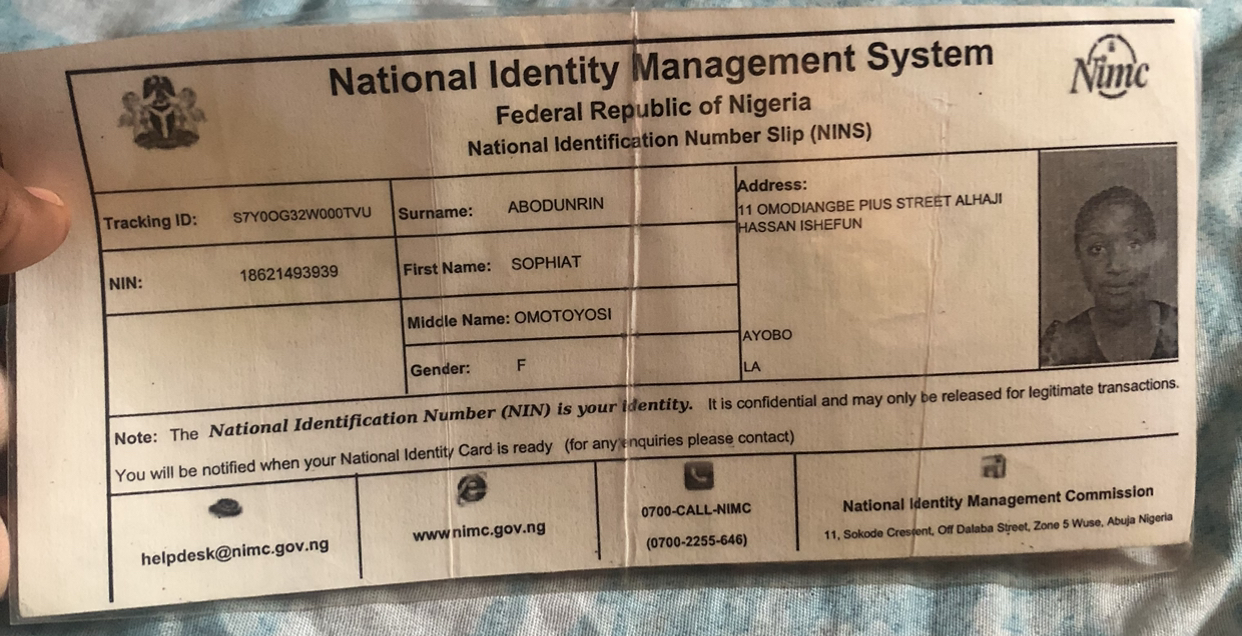 National Identity Management System
Federal Republic of Nigeria
National Identification Number Slip (NINS)
Nimc
Tracking ID: S7Y0OG32W000TVU
Surname: ABODUNRIN
Address:
11 OMODIANGBE PIUS STREET ALHAJI
HASSAN ISHEFUN
NIN: 18621493939
First Name: SOPHIAT
Middle Name: OMOTOYOSI
AYOBO
Gender: F
LA
Note: The National Identification Number (NIN) is your identity. It is confidential and may only be released for legitimate transactions.
You will be notified when your National Identity Card is ready (for any enquiries please contact)
helpdesk@nimc.gov.ng
www.nimc.gov.ng
0700-CALL-NIMC
(0700-2255-646)
National Identity Management Commission
11, Sokode Crescent, Off Dalaba Street, Zone 5 Wuse, Abuja Nigeria